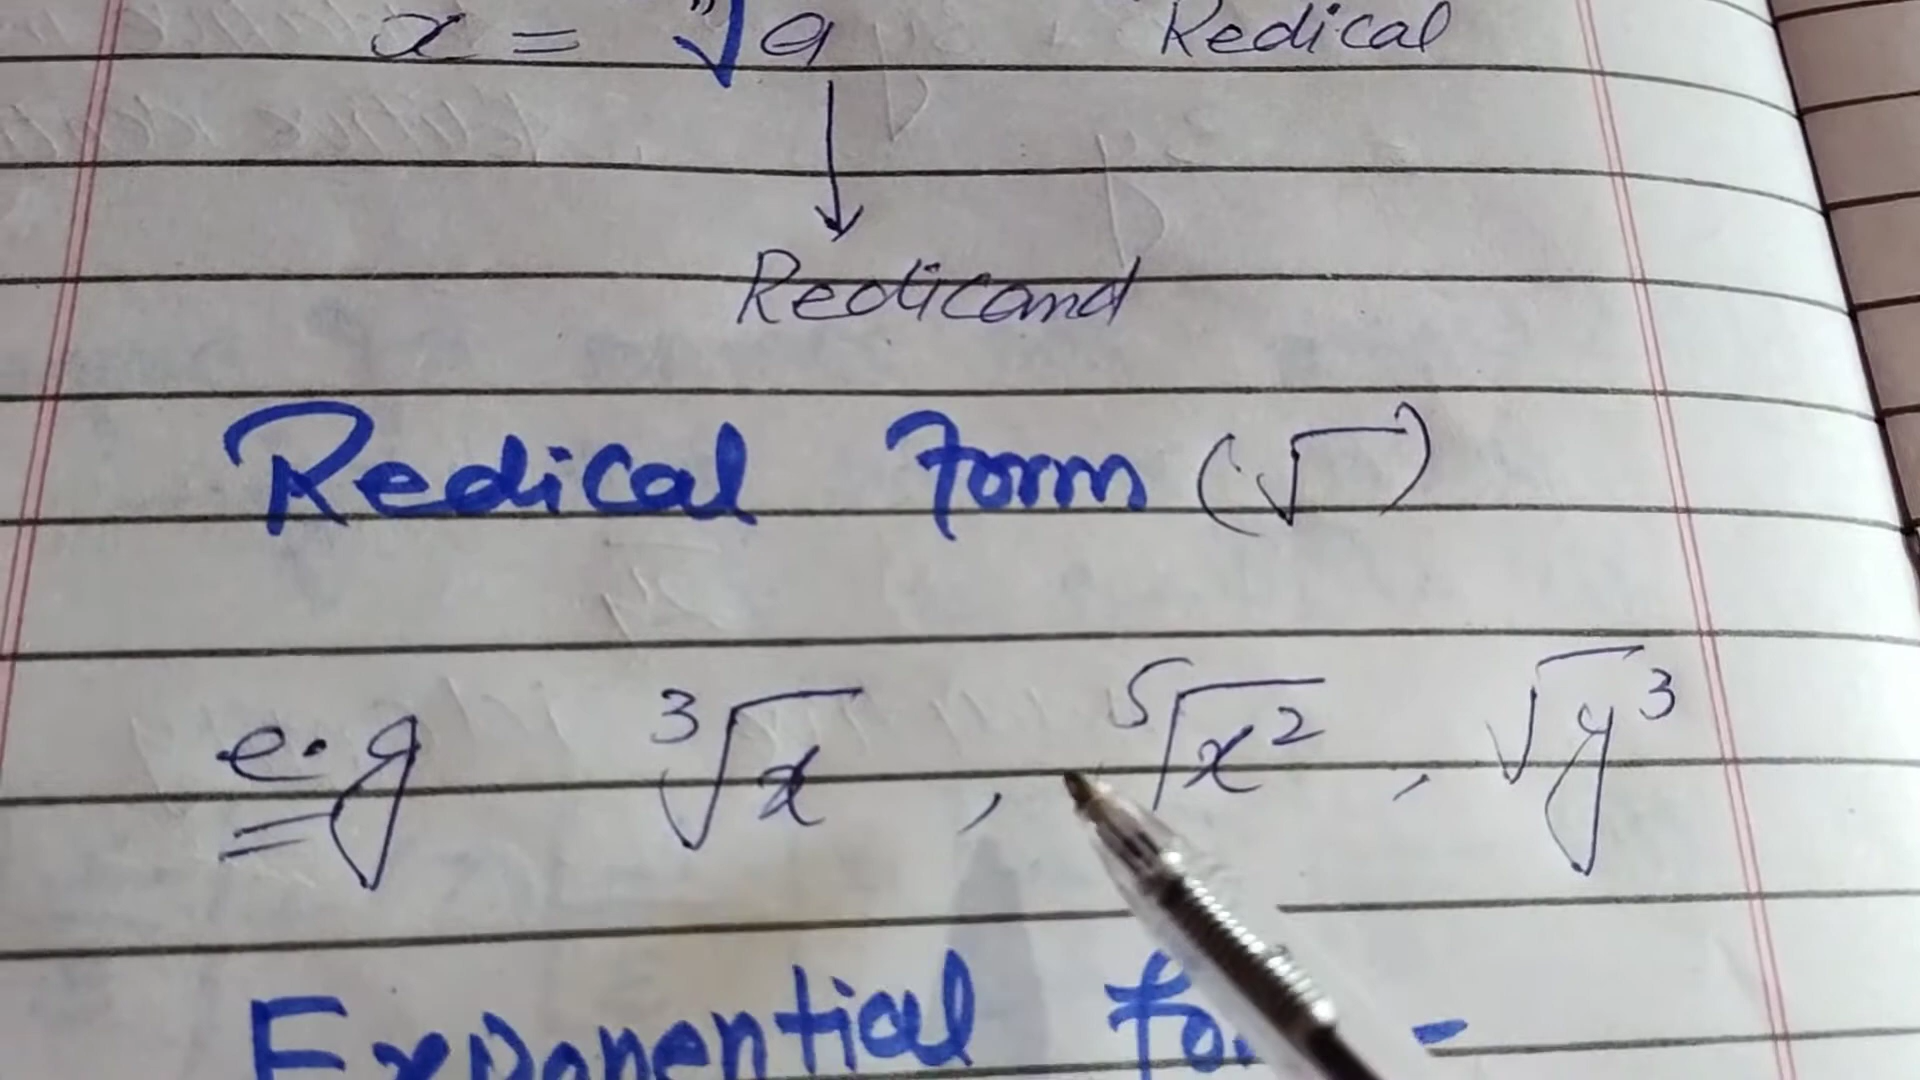 x = ⁿ√a Redical
Redicand
Redical Form (√)
e.g ³√x , ⁵√x² , √y³
Exponential -